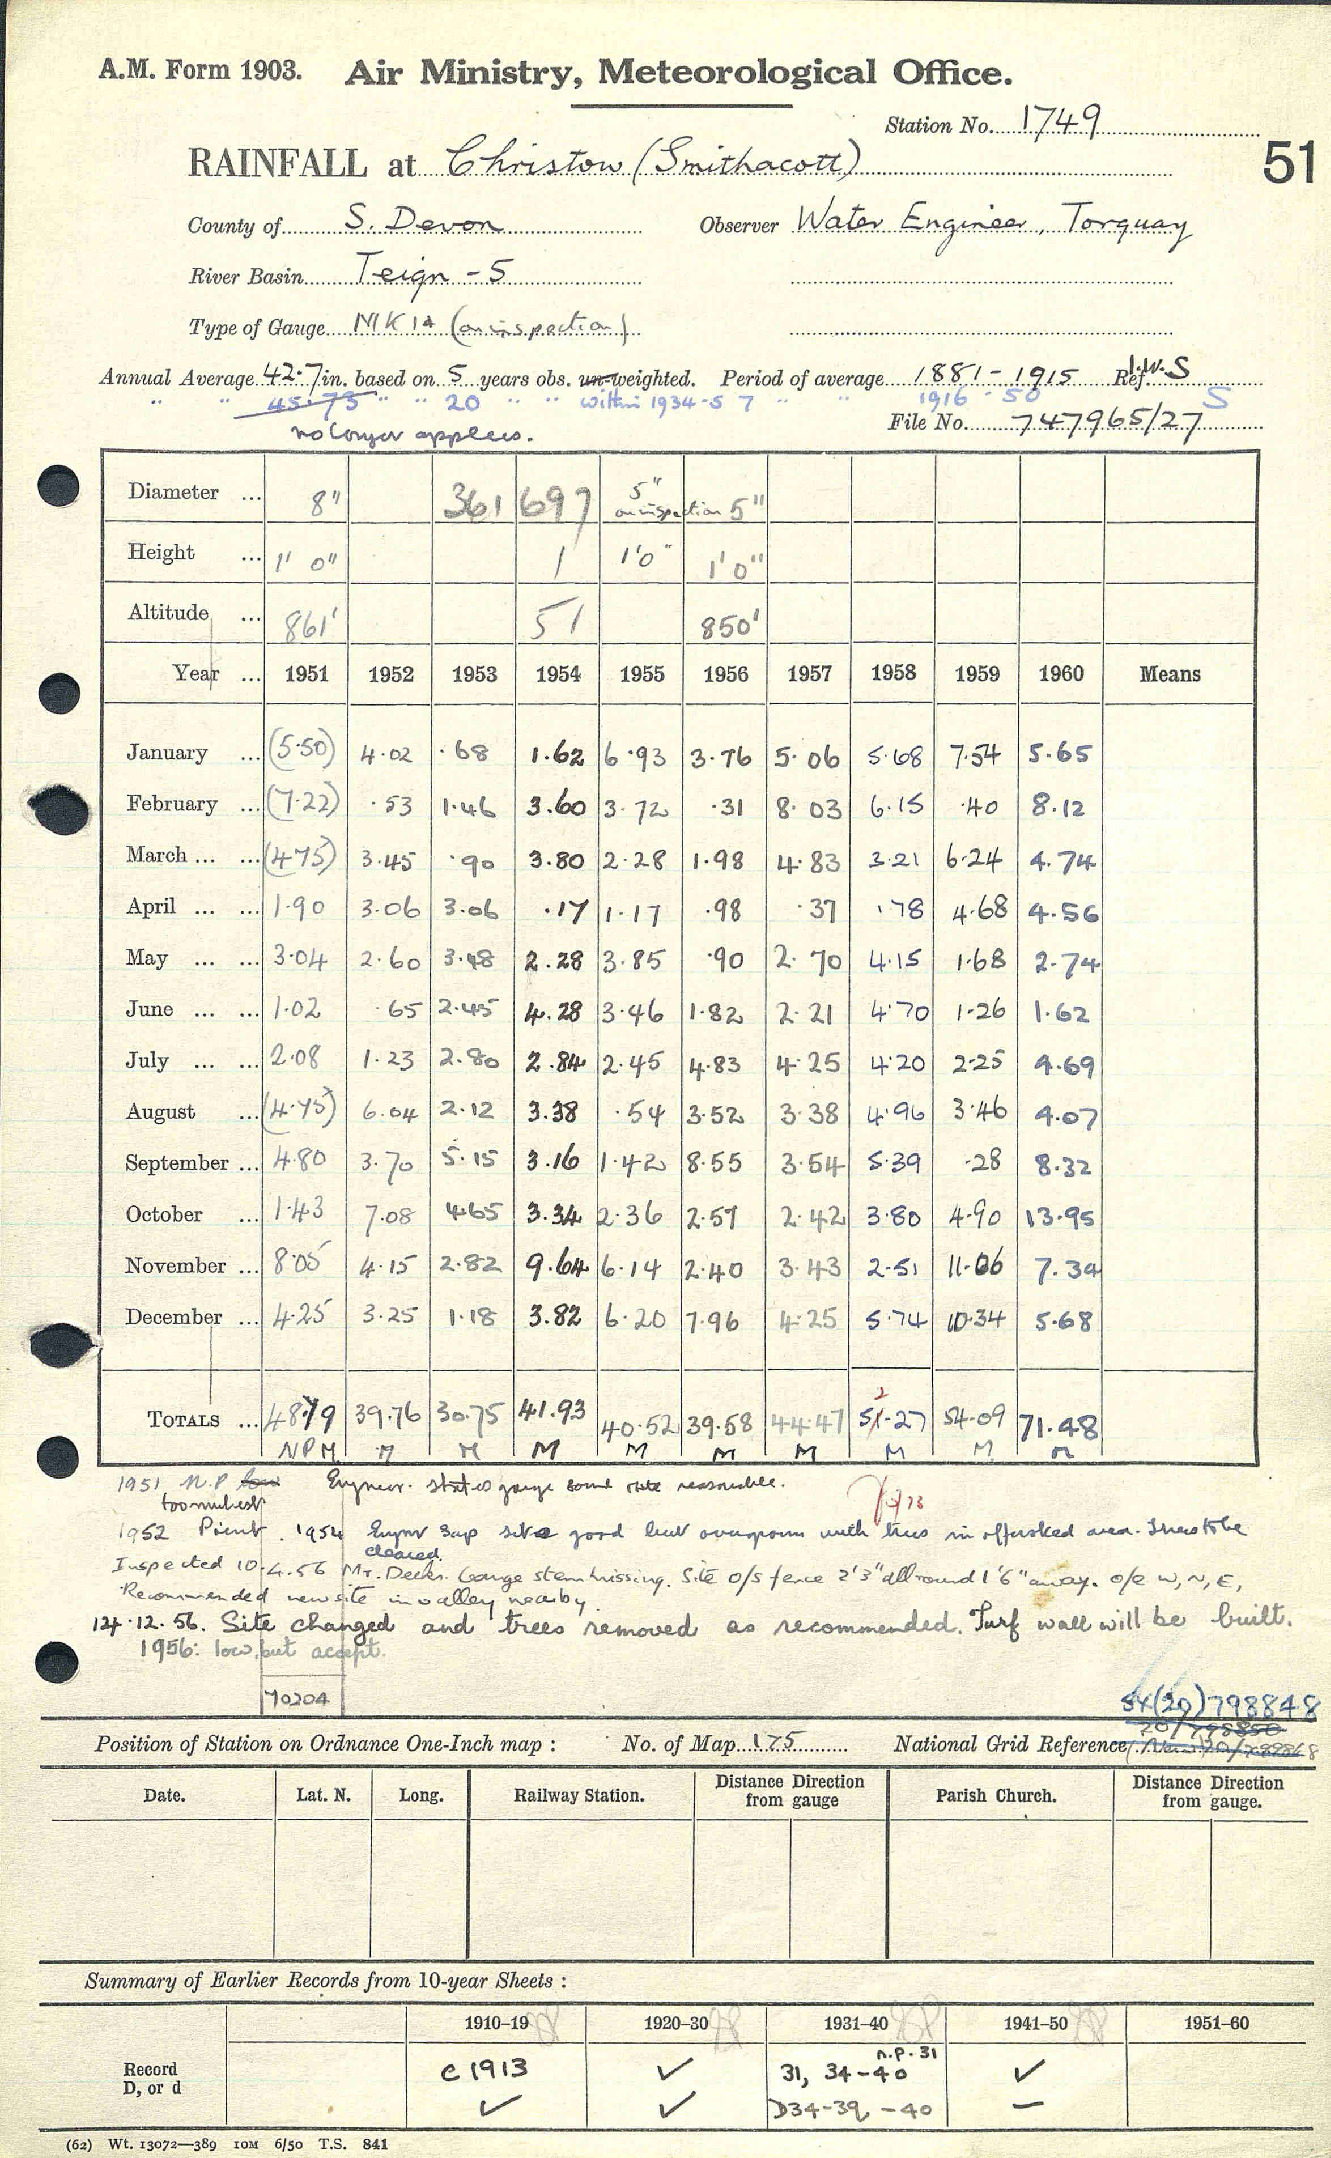 A.M. Form 1903. Air Ministry, Meteorological Office.
Station No. 1749
51
RAINFALL at Christow (Smithacott)
County of S. Devon Observer Water Engineer, Torquay
River Basin Teign - 5
Type of Gauge MK 1A (on inspection)
Annual Average 42.7 in. based on 5 years obs. un-weighted. Period of average 1881-1915 Ref. I.W.S
" " 45.73 " " 20 " " within 1934-57 " " 1916-50 S
no longer applies. File No. 747965/27
Diameter ... 8" 361 697 5" on inspection 5"
Height ... 1' 0" 1 1'0" 1'0"
Altitude ... 861' 51 850'
Year ... 1951 1952 1953 1954 1955 1956 1957 1958 1959 1960 Means
January ... (5.50) 4.02 .68 1.62 6.93 3.76 5.06 5.68 7.54 5.65
February ... (7.22) .53 1.46 3.60 3.72 .31 8.03 6.15 .40 8.12
March ... ... (4.75) 3.45 .90 3.80 2.28 1.98 4.83 3.21 6.24 4.74
April ... ... 1.90 3.06 3.06 .17 1.17 .98 .37 .78 4.68 4.56
May ... ... 3.04 2.60 3.48 2.28 3.85 .90 2.70 4.15 1.68 2.74
June ... ... 1.02 .65 2.45 4.28 3.46 1.82 2.21 4.70 1.26 1.62
July ... ... 2.08 1.23 2.80 2.84 2.45 4.83 4.25 4.20 2.25 4.69
August ... (4.75) 6.04 2.12 3.38 .54 3.52 3.38 4.96 3.46 4.07
September ... 4.80 3.70 5.15 3.16 1.42 8.55 3.54 5.39 .28 8.32
October ... 1.43 7.08 4.65 3.34 2.36 2.57 2.42 3.80 4.90 13.95
November ... 8.05 4.15 2.82 9.64 6.14 2.40 3.43 2.51 11.06 7.34
December ... 4.25 3.25 1.18 3.82 6.20 7.96 4.25 5.74 10.34 5.68
2
TOTALS ... 48.79 39.76 30.75 41.93 40.52 39.58 44.47 51.27 54.09 71.48
NPM M M M M M M M M M
1951 N.P low Engineer states gauge sound rate reasonable.
too much est
1952 Point. 1954 Engnr says site good but overgrown with trees in affected area. Trees to be
cleared.
Inspected 10.4.56 Mr. Decks. Gauge stem missing. Site o/s fence 2'3" all round 1'6" away. o/e W, N, E,
Recommended new site in valley nearby.
14.12.56. Site changed and trees removed as recommended. Turf wall will be built.
1956: low, but accept.
70204
SX(20)798848
20/798850
Position of Station on Ordnance One-Inch map : No. of Map 175 National Grid Reference
Date. Lat. N. Long. Railway Station. Distance Direction from gauge Parish Church. Distance Direction from gauge.
Summary of Earlier Records from 10-year Sheets :
1910–19 1920–30 1931–40 1941–50 1951–60
n.p. 31
Record c 1913 ✓ 31, 34-40 ✓
D, or d ✓ ✓ D34-39, -40 –
(62) Wt. 13072—389 10M 6/50 T.S. 841